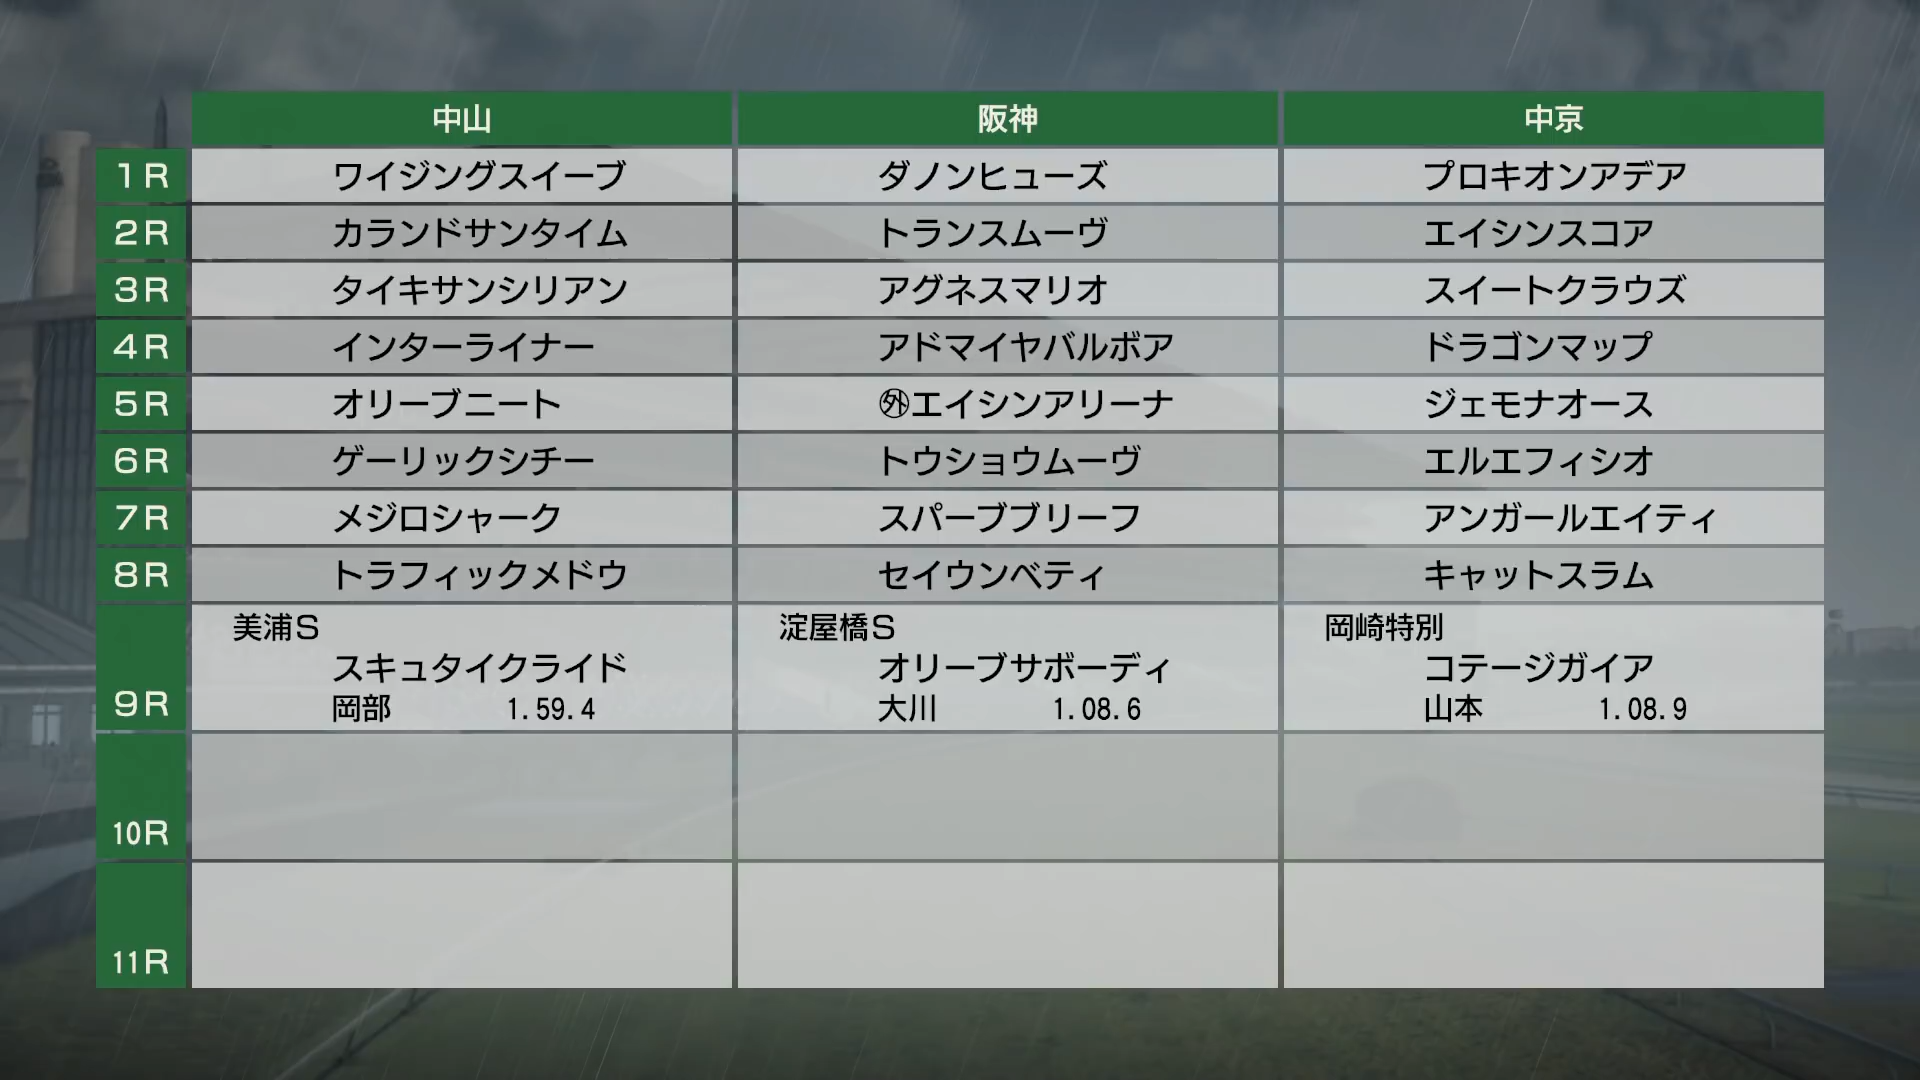 中山 阪神 中京
1R ワイジングスイーブ ダノンヒューズ プロキオンアデア
2R カランドサンタイム トランスムーヴ エイシンスコア
3R タイキサンシリアン アグネスマリオ スイートクラウズ
4R インターライナー アドマイヤバルボア ドラゴンマップ
5R オリーブニート ㊕エイシンアリーナ ジェモナオース
6R ゲーリックシチー トウショウムーヴ エルエフィシオ
7R メジロシャーク スパーブブリーフ アンガールエイティ
8R トラフィックメドウ セイウンベティ キャットスラム
美浦S 淀屋橋S 岡崎特別
スキュタイクライド オリーブサボーディ コテージガイア
9R 岡部 1.59.4 大川 1.08.6 山本 1.08.9
10R
11R